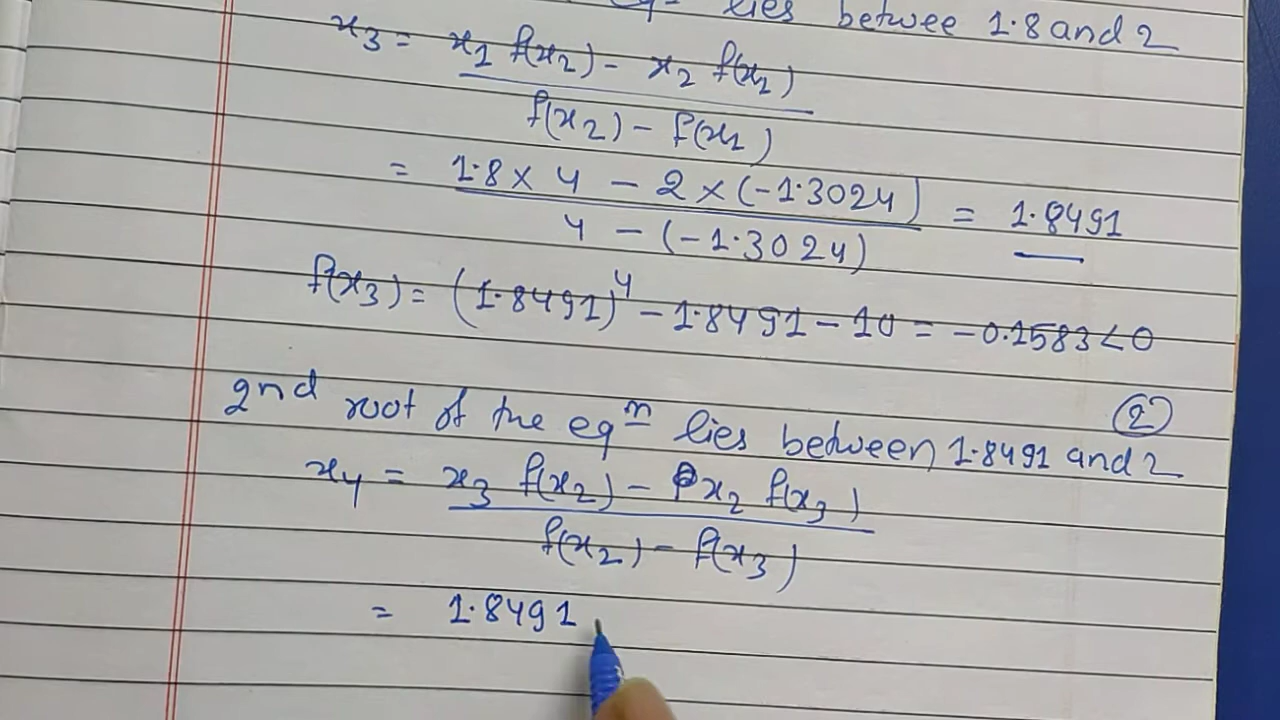 lies betwee 1.8 and 2
x₃ = x₁ f(x₂) - x₂ f(x₁)
f(x₂) - f(x₁)
= 1.8 × 4 - 2 × (-1.3024) = 1.8491
4 - (-1.3024)
f(x₃) = (1.8491)⁴ - 1.8491 - 10 = -0.1583 < 0
2nd root of the eqⁿ lies between 1.8491 and 2 (2)
x₄ = x₃ f(x₂) - x₂ f(x₃)
f(x₂) - f(x₃)
= 1.8491